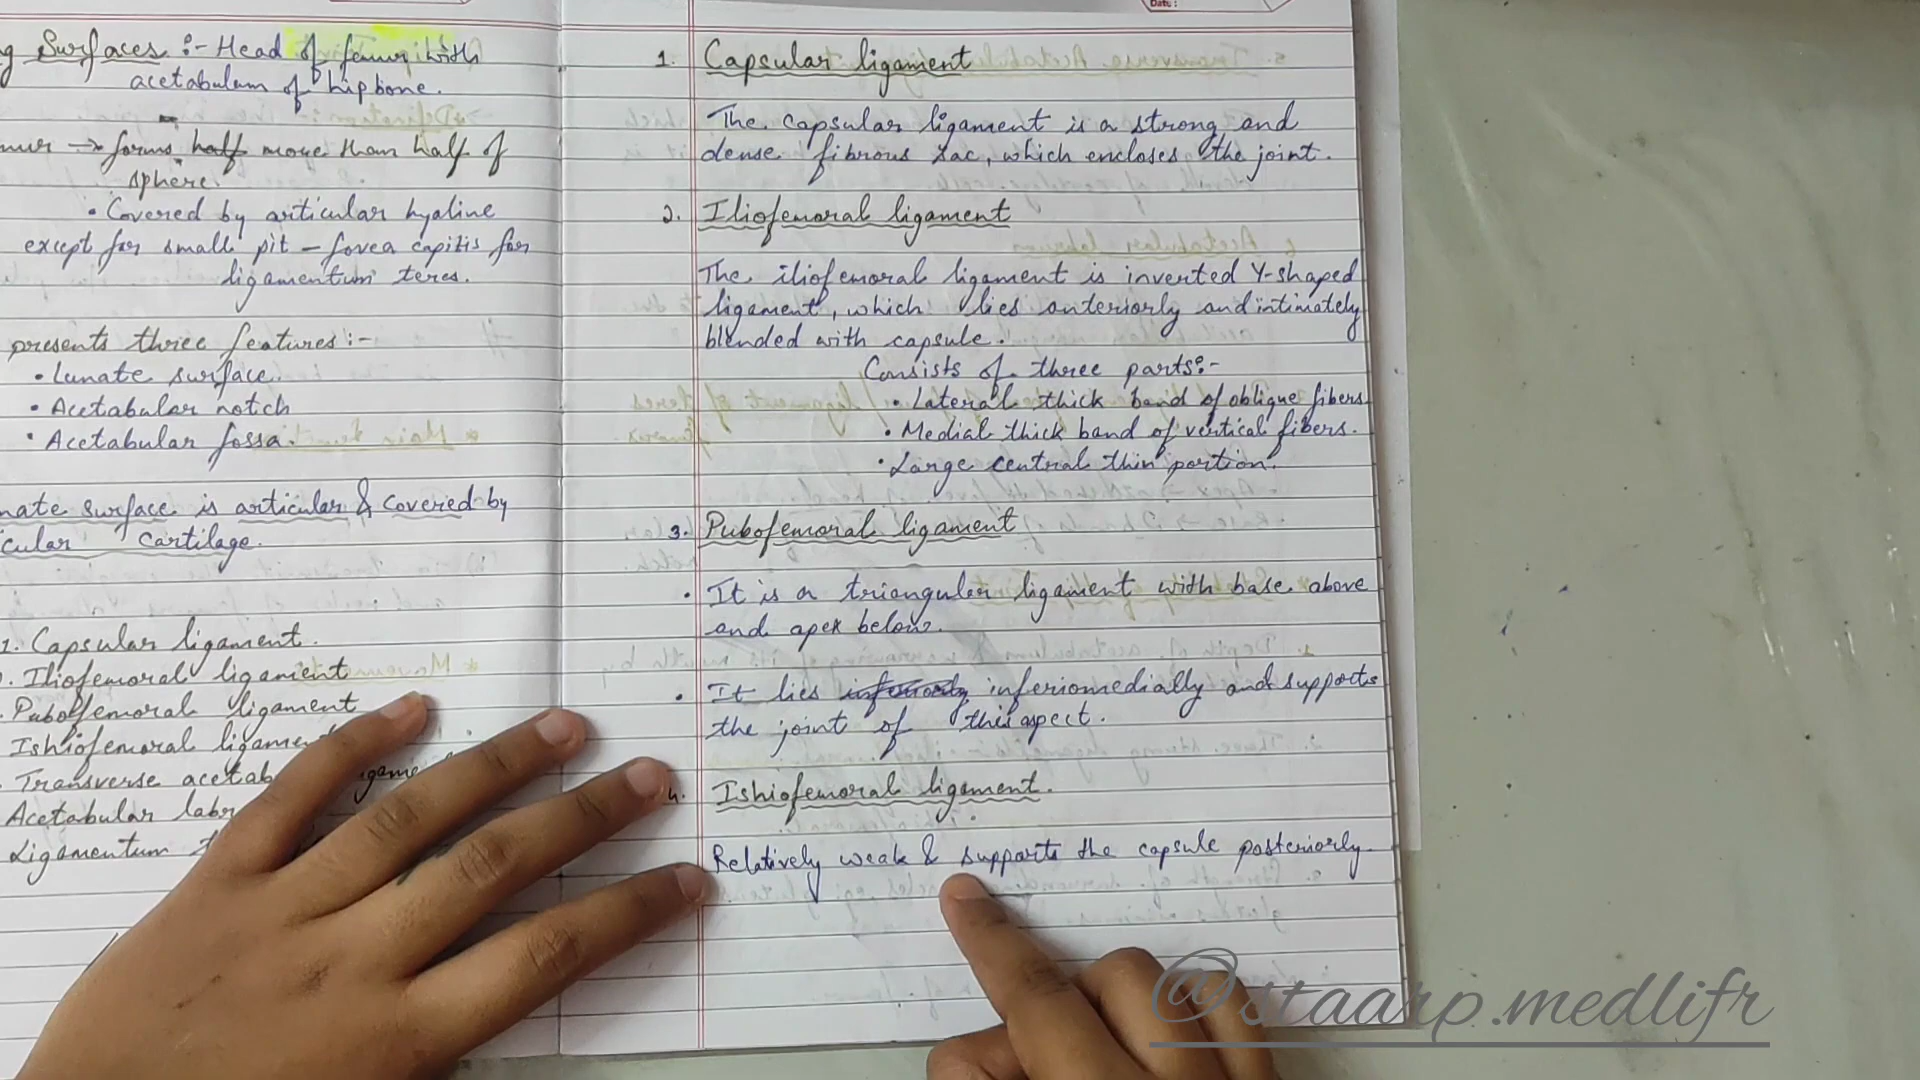 g Surfaces :- Head of femur with
acetabulum of hip bone.
mur → forms half more than half of
sphere.
• Covered by articular hyaline
except for small pit – fovea capitis for
ligamentum teres.
presents three features:-
• Lunate surface.
• Acetabular notch
• Acetabular fossa.
nate surface is articular & covered by
cular cartilage.
1. Capsular ligament.
. Iliofemoral ligament
. Pubofemoral ligament
Ishiofemoral ligament
. Transverse acetab
Acetabular labr
Ligamentum
Date:
1. Capsular ligament
The capsular ligament is a strong and
dense fibrous sac, which encloses the joint.
2. Iliofemoral ligament
The iliofemoral ligament is inverted Y-shaped
ligament, which lies anteriorly and intimately
blended with capsule.
Consists of three parts:-
• Lateral thick band of oblique fibers
• Medial thick band of vertical fibers.
• Large central thin portion.
3. Pubofemoral ligament
• It is a triangular ligament with base above
and apex below.
• It lies inferiorly inferiomedially and supports
the joint of this aspect.
4. Ishiofemoral ligament.
Relatively weak & supports the capsule posteriorly.
@staarp.medlifr